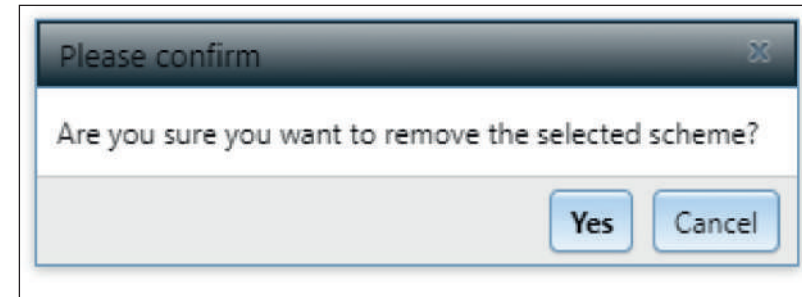 Please confirm
Are you sure you want to remove the selected scheme?
Yes Cancel